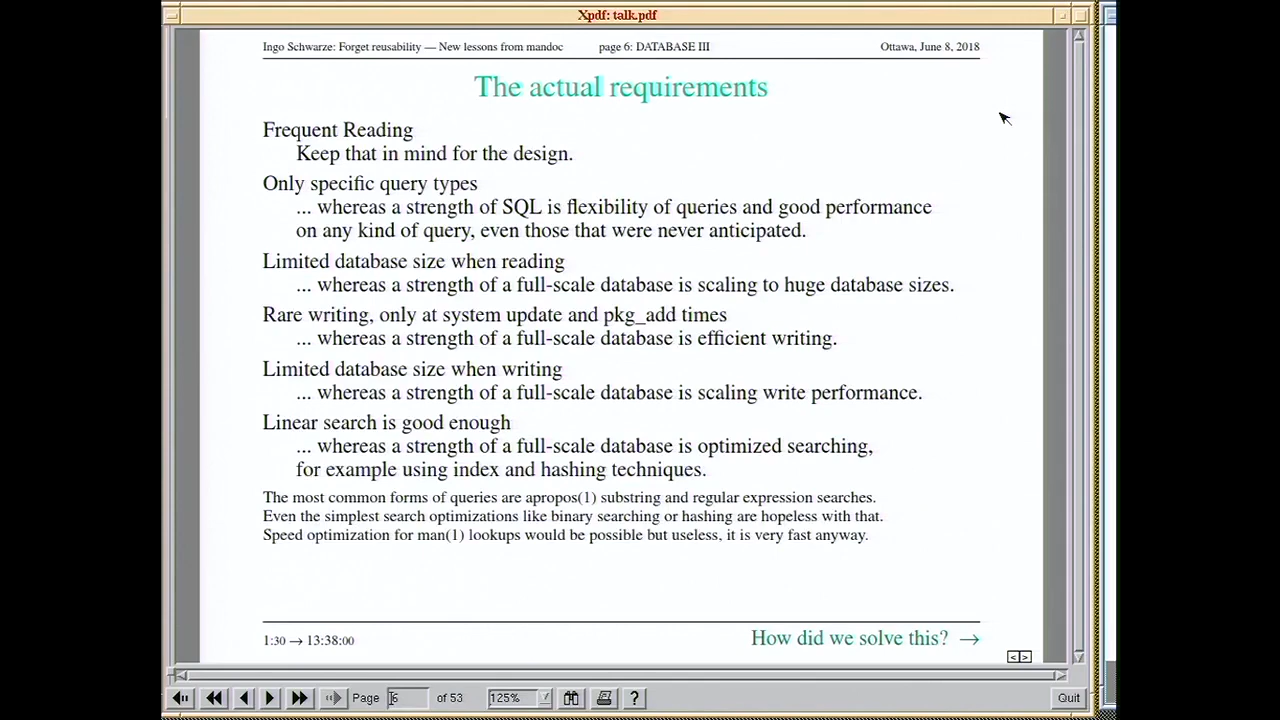 Xpdf: talk.pdf
Ingo Schwarze: Forget reusability — New lessons from mandoc page 6: DATABASE III Ottawa, June 8, 2018
The actual requirements
Frequent Reading
Keep that in mind for the design.
Only specific query types
... whereas a strength of SQL is flexibility of queries and good performance
on any kind of query, even those that were never anticipated.
Limited database size when reading
... whereas a strength of a full-scale database is scaling to huge database sizes.
Rare writing, only at system update and pkg_add times
... whereas a strength of a full-scale database is efficient writing.
Limited database size when writing
... whereas a strength of a full-scale database is scaling write performance.
Linear search is good enough
... whereas a strength of a full-scale database is optimized searching,
for example using index and hashing techniques.
The most common forms of queries are apropos(1) substring and regular expression searches.
Even the simplest search optimizations like binary searching or hashing are hopeless with that.
Speed optimization for man(1) lookups would be possible but useless, it is very fast anyway.
1:30 → 13:38:00 How did we solve this? →
Page 6 of 53 125% ? Quit